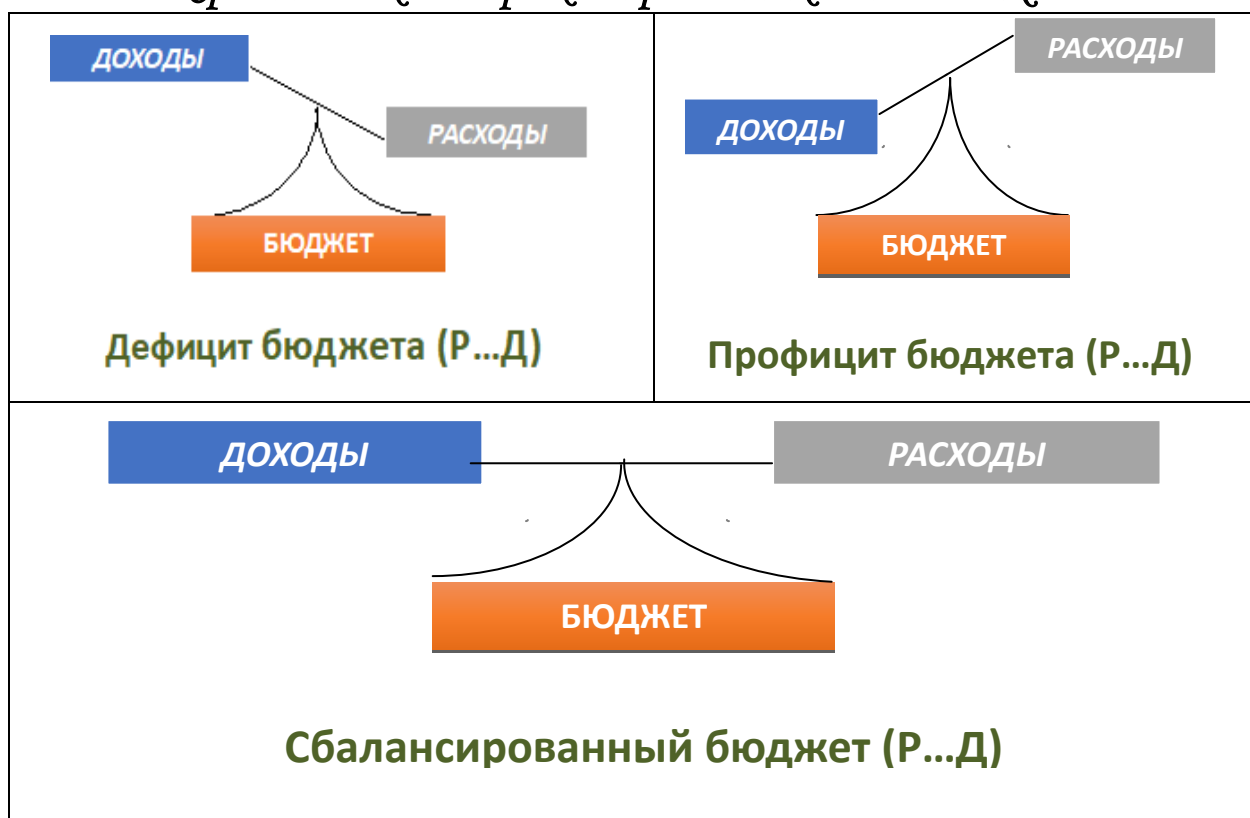 ДОХОДЫ
РАСХОДЫ
БЮДЖЕТ
Дефицит бюджета (Р...Д)
РАСХОДЫ
ДОХОДЫ
БЮДЖЕТ
Профицит бюджета (Р...Д)
ДОХОДЫ
РАСХОДЫ
БЮДЖЕТ
Сбалансированный бюджет (Р...Д)